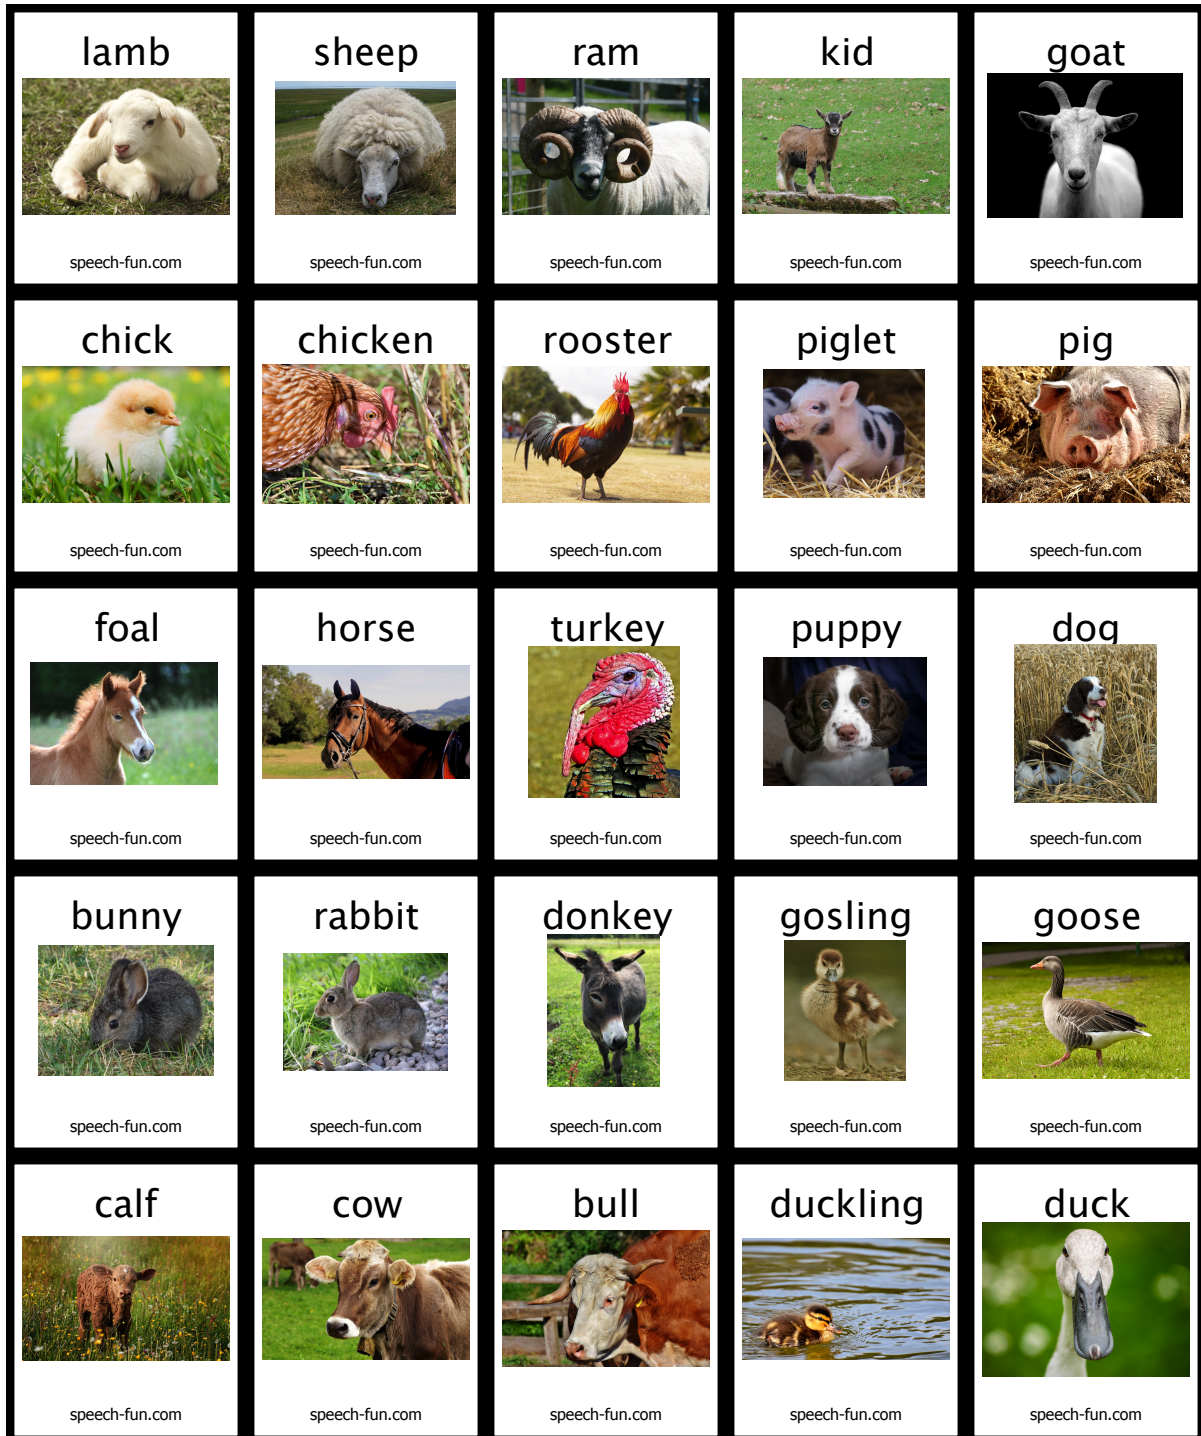 lamb
sheep
ram
kid
goat
speech-fun.com
speech-fun.com
speech-fun.com
speech-fun.com
speech-fun.com
chick
chicken
rooster
piglet
pig
speech-fun.com
speech-fun.com
speech-fun.com
speech-fun.com
speech-fun.com
foal
horse
turkey
puppy
dog
speech-fun.com
speech-fun.com
speech-fun.com
speech-fun.com
speech-fun.com
bunny
rabbit
donkey
gosling
goose
speech-fun.com
speech-fun.com
speech-fun.com
speech-fun.com
speech-fun.com
calf
cow
bull
duckling
duck
speech-fun.com
speech-fun.com
speech-fun.com
speech-fun.com
speech-fun.com